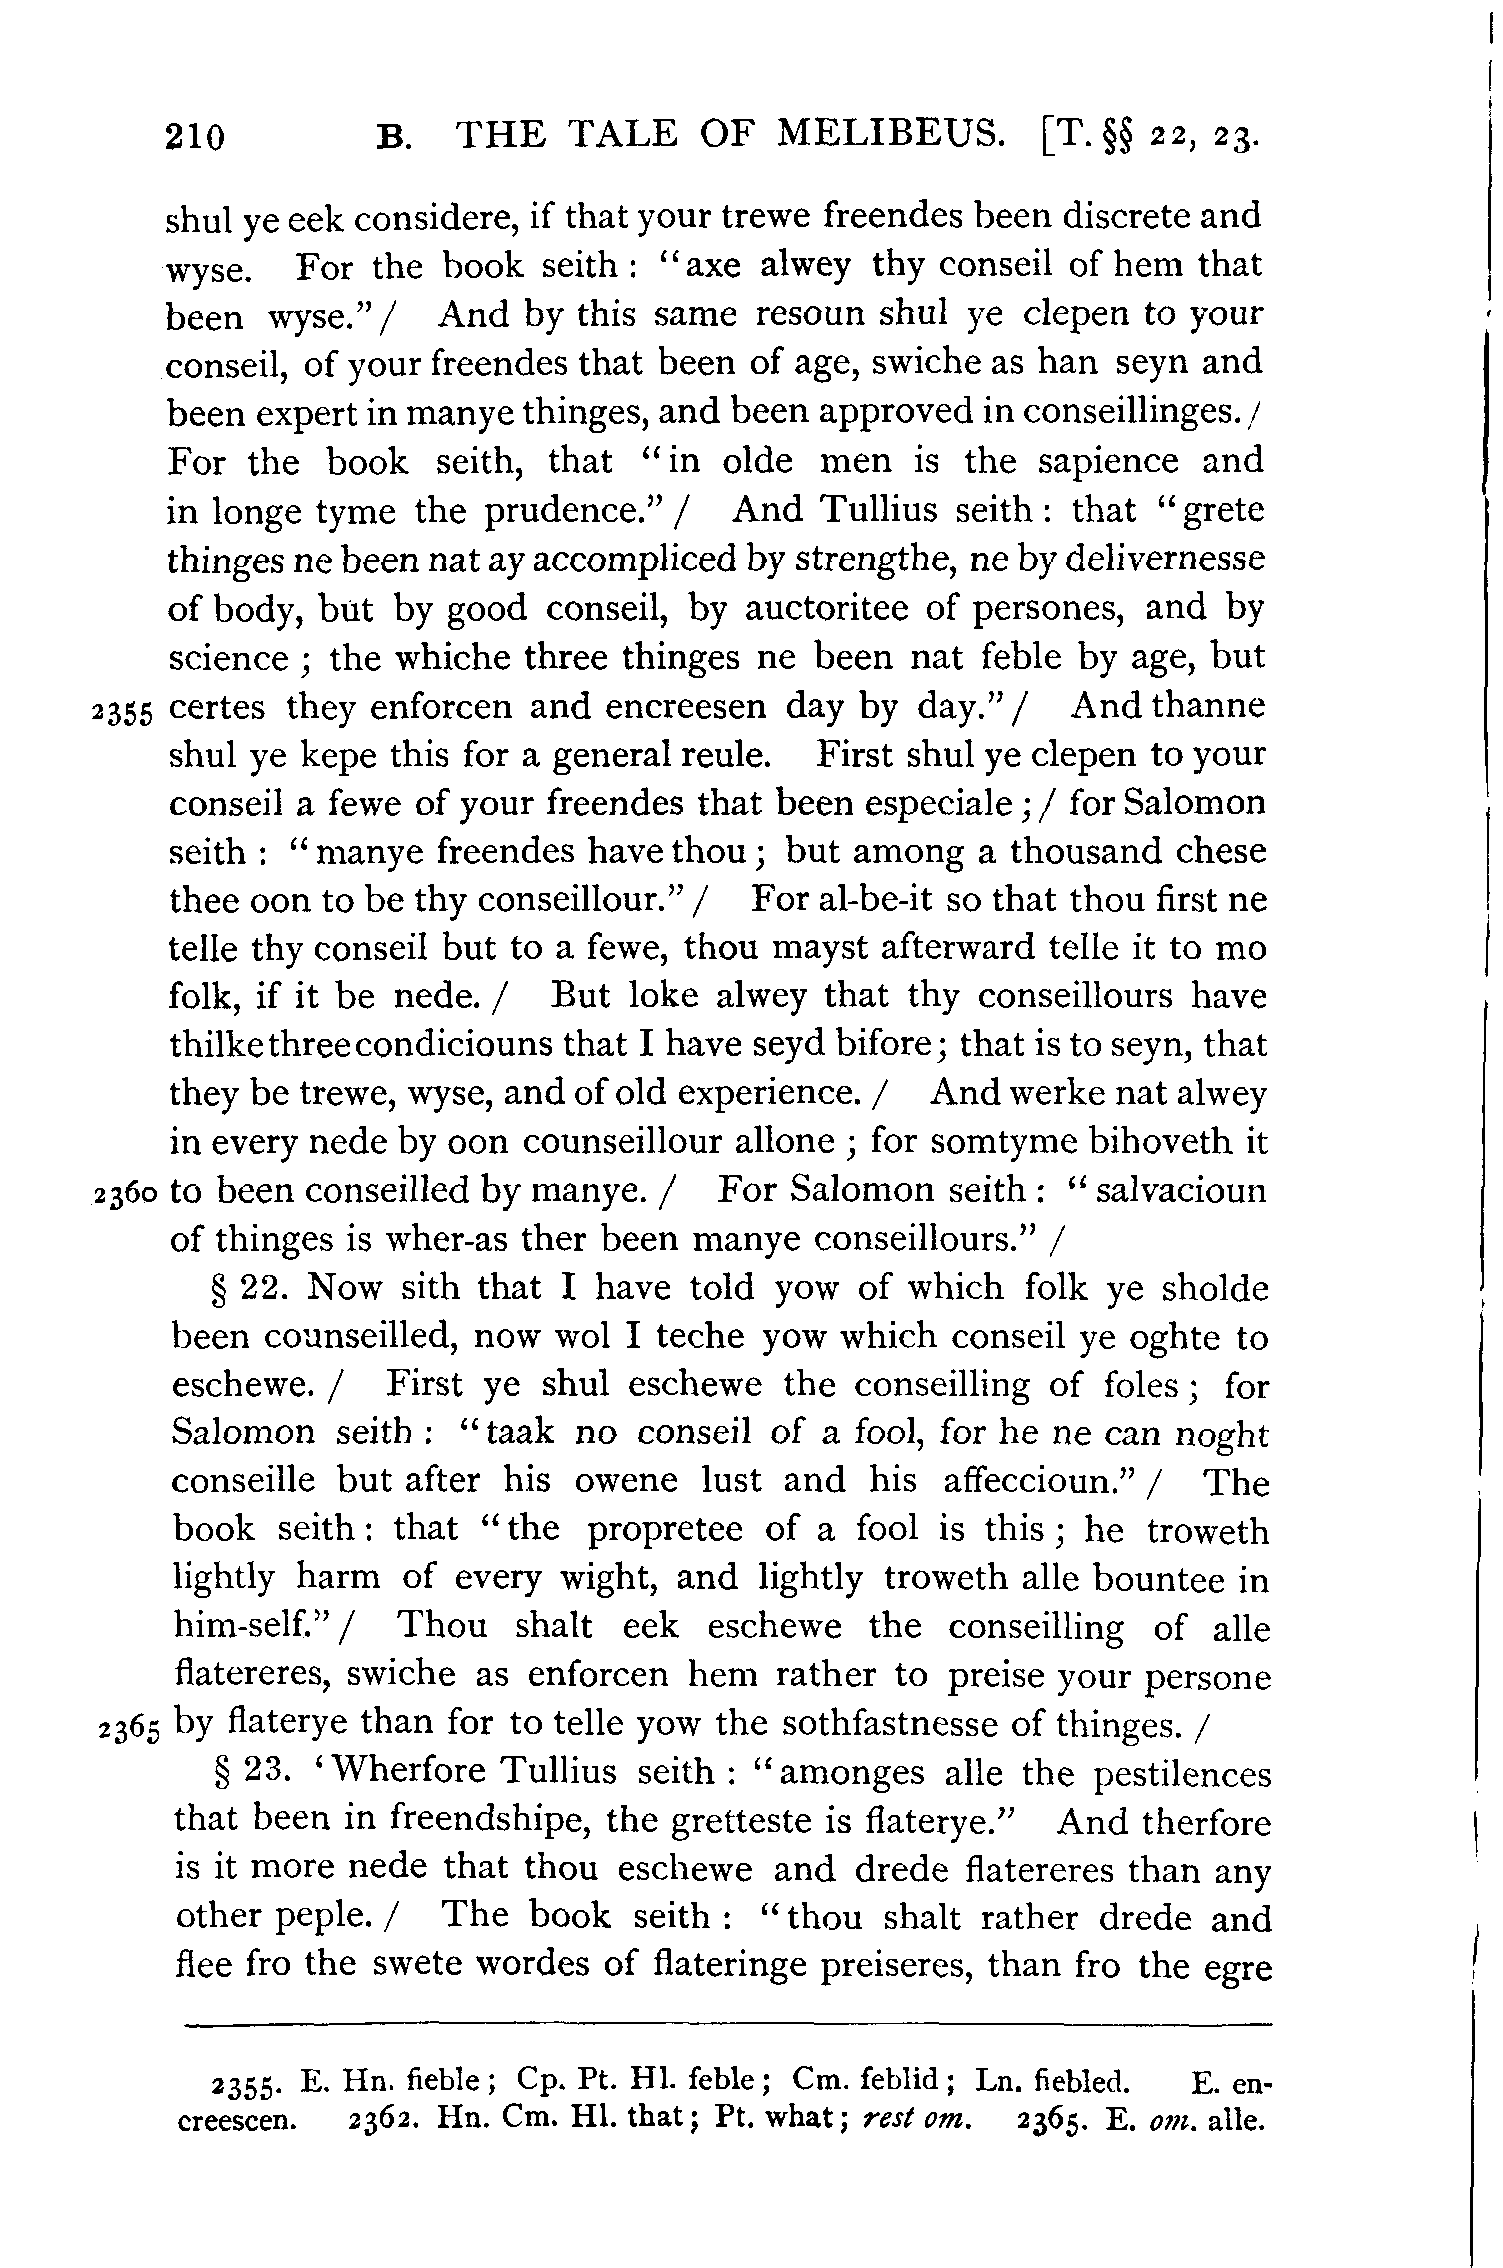 210 B. THE TALE OF MELIBEUS. [T. §§ 22, 23.
shul ye eek considere, if that your trewe freendes been discrete and
wyse. For the book seith : “axe alwey thy conseil of hem that
been wyse.” / And by this same resoun shul ye clepen to your
conseil, of your freendes that been of age, swiche as han seyn and
been expert in manye thinges, and been approved in conseillinges. /
For the book seith, that “in olde men is the sapience and
in longe tyme the prudence.” / And Tullius seith : that “grete
thinges ne been nat ay accompliced by strengthe, ne by delivernesse
of body, but by good conseil, by auctoritee of persones, and by
science ; the whiche three thinges ne been nat feble by age, but
2355 certes they enforcen and encreesen day by day.” / And thanne
shul ye kepe this for a general reule. First shul ye clepen to your
conseil a fewe of your freendes that been especiale ; / for Salomon
seith : “manye freendes have thou ; but among a thousand chese
thee oon to be thy conseillour.” / For al-be-it so that thou first ne
telle thy conseil but to a fewe, thou mayst afterward telle it to mo
folk, if it be nede. / But loke alwey that thy conseillours have
thilke three condiciouns that I have seyd bifore ; that is to seyn, that
they be trewe, wyse, and of old experience. / And werke nat alwey
in every nede by oon counseillour allone ; for somtyme bihoveth it
2360 to been conseilled by manye. / For Salomon seith : “salvacioun
of thinges is wher-as ther been manye conseillours.” /
§ 22. Now sith that I have told yow of which folk ye sholde
been counseilled, now wol I teche yow which conseil ye oghte to
eschewe. / First ye shul eschewe the conseilling of foles ; for
Salomon seith : “taak no conseil of a fool, for he ne can noght
conseille but after his owene lust and his affeccioun.” / The
book seith : that “the propretee of a fool is this ; he troweth
lightly harm of every wight, and lightly troweth alle bountee in
him-self.” / Thou shalt eek eschewe the conseilling of alle
flatereres, swiche as enforcen hem rather to preise your persone
2365 by flaterye than for to telle yow the sothfastnesse of thinges. /
§ 23. ‘Wherfore Tullius seith : “amonges alle the pestilences
that been in freendshipe, the gretteste is flaterye.” And therfore
is it more nede that thou eschewe and drede flatereres than any
other peple. / The book seith : “thou shalt rather drede and
flee fro the swete wordes of flateringe preiseres, than fro the egre
2355. E. Hn. fieble ; Cp. Pt. Hl. feble ; Cm. feblid ; Ln. fiebled. E. en-
creescen. 2362. Hn. Cm. Hl. that ; Pt. what ; rest om. 2365. E. om. alle.